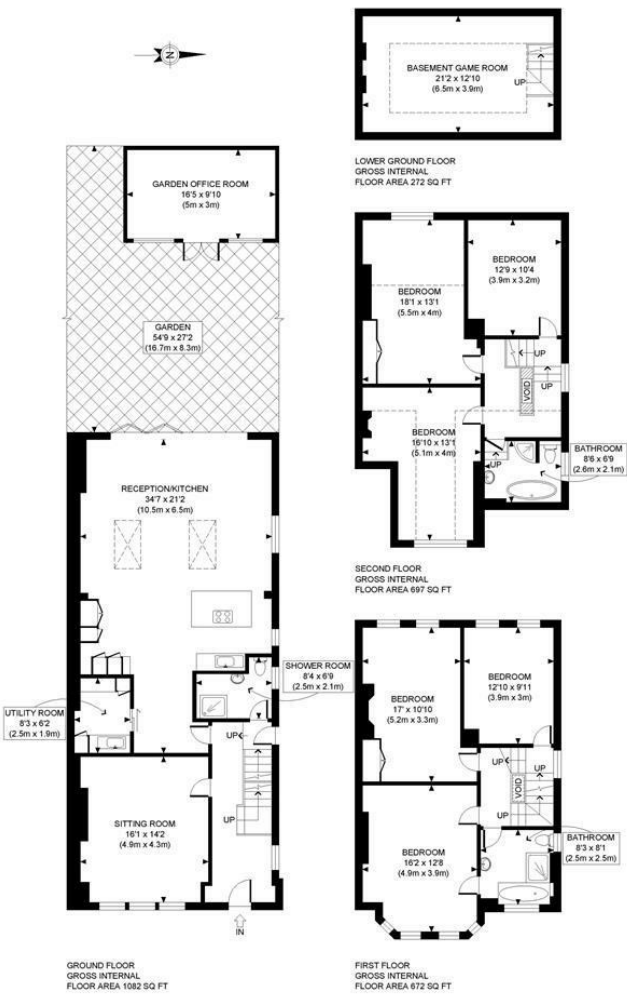 N
BASEMENT GAME ROOM
21'2 x 12'10
(6.5m x 3.9m)
UP
LOWER GROUND FLOOR
GROSS INTERNAL
FLOOR AREA 272 SQ FT
GARDEN OFFICE ROOM
16'5 x 9'10
(5m x 3m)
GARDEN
54'9 x 27'2
(16.7m x 8.3m)
RECEPTION/KITCHEN
34'7 x 21'2
(10.5m x 6.5m)
SHOWER ROOM
8'4 x 6'9
(2.5m x 2.1m)
UTILITY ROOM
8'3 x 6'2
(2.5m x 1.9m)
UP
SITTING ROOM
16'1 x 14'2
(4.9m x 4.3m)
UP
IN
GROUND FLOOR
GROSS INTERNAL
FLOOR AREA 1082 SQ FT
BEDROOM
12'9 x 10'4
(3.9m x 3.2m)
BEDROOM
18'1 x 13'1
(5.5m x 4m)
UP
UP
VOID
BEDROOM
16'10 x 13'1
(5.1m x 4m)
UP
BATHROOM
8'6 x 6'9
(2.6m x 2.1m)
SECOND FLOOR
GROSS INTERNAL
FLOOR AREA 697 SQ FT
BEDROOM
17' x 10'10
(5.2m x 3.3m)
BEDROOM
12'10 x 9'11
(3.9m x 3m)
UP
UP
VOID
UP
BEDROOM
16'2 x 12'8
(4.9m x 3.9m)
BATHROOM
8'3 x 8'1
(2.5m x 2.5m)
FIRST FLOOR
GROSS INTERNAL
FLOOR AREA 672 SQ FT